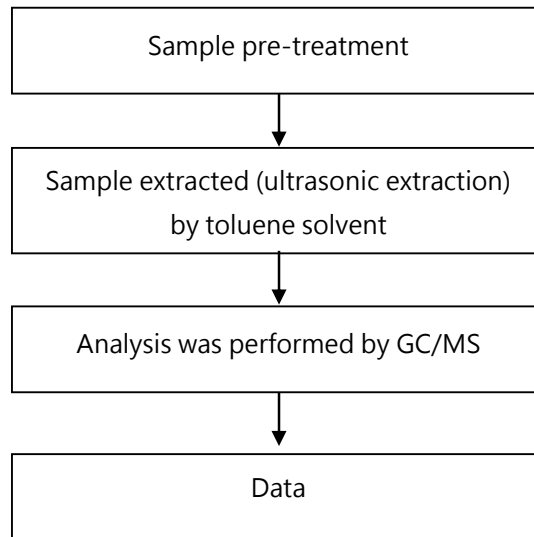 Sample pre-treatment
Sample extracted (ultrasonic extraction)
by toluene solvent
Analysis was performed by GC/MS
Data